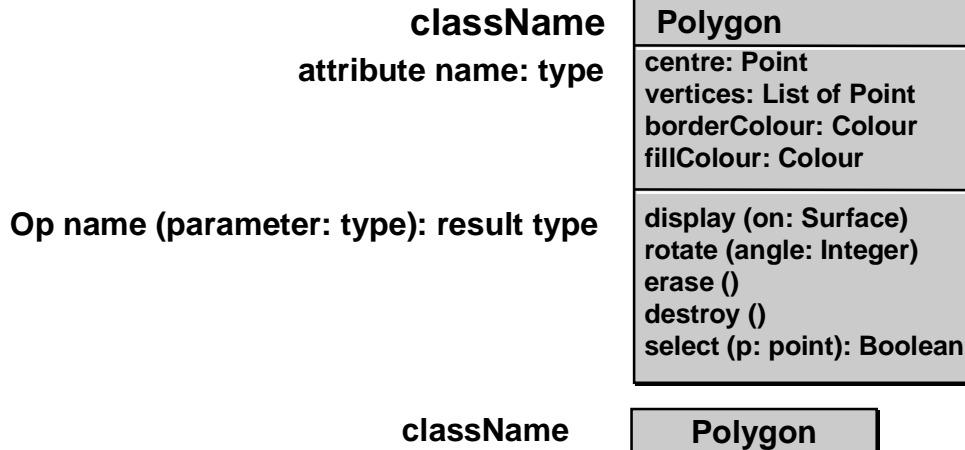 className
Polygon
attribute name: type
centre: Point
vertices: List of Point
borderColour: Colour
fillColour: Colour
Op name (parameter: type): result type
display (on: Surface)
rotate (angle: Integer)
erase ()
destroy ()
select (p: point): Boolean
className
Polygon